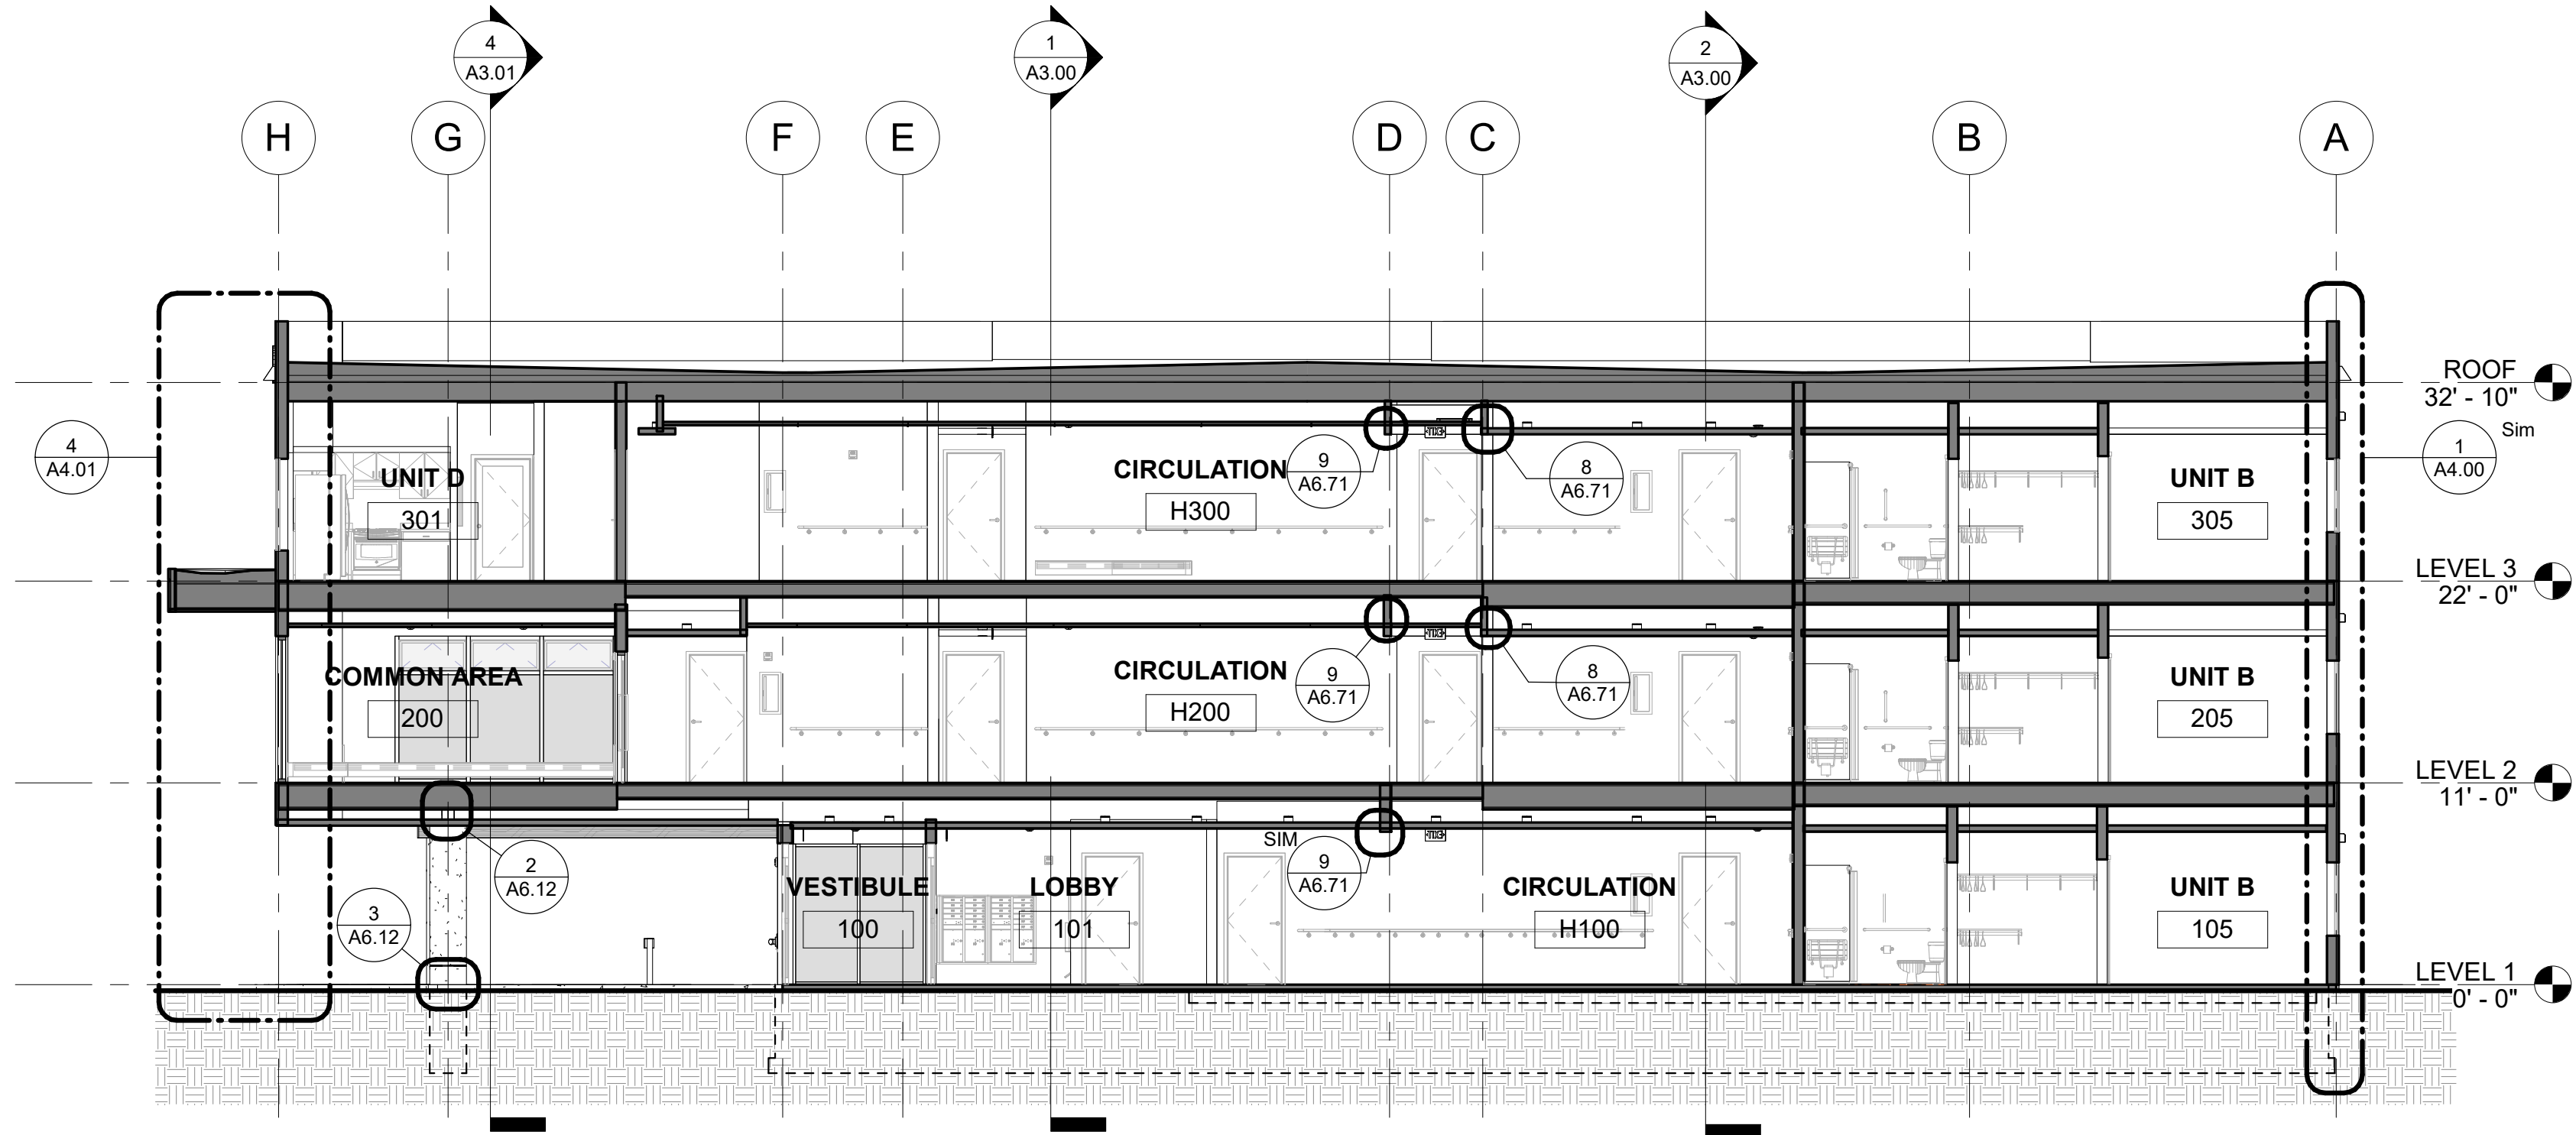 4
A3.01
1
A3.00
2
A3.00
H
G
F
E
D
C
B
A
ROOF
32' - 10"
4
A4.01
1
A4.00
Sim
UNIT D
301
CIRCULATION
H300
9
A6.71
8
A6.71
UNIT B
305
LEVEL 3
22' - 0"
COMMON AREA
200
CIRCULATION
H200
9
A6.71
8
A6.71
UNIT B
205
LEVEL 2
11' - 0"
SIM
9
A6.71
2
A6.12
3
A6.12
VESTIBULE
100
LOBBY
101
CIRCULATION
H100
UNIT B
105
LEVEL 1
0' - 0"